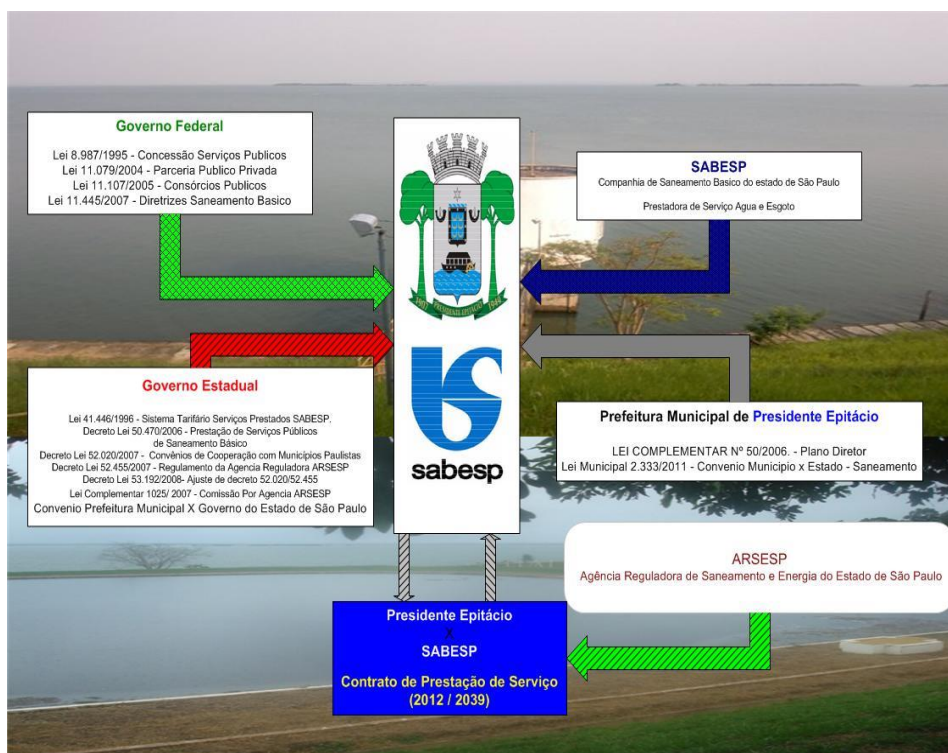 Governo Federal
Lei 8.987/1995 - Concessão Serviços Publicos
Lei 11.079/2004 - Parceria Publico Privada
Lei 11.107/2005 - Consórcios Publicos
Lei 11.445/2007 - Diretrizes Saneamento Basico
SABESP
Companhia de Saneamento Basico do estado de São Paulo
Prestadora de Serviço Agua e Esgoto
1907 PRESIDENTE EPITÁCIO 1949
Governo Estadual
Lei 41.446/1996 - Sistema Tarifário Serviços Prestados SABESP.
Decreto Lei 50.470/2006 - Prestação de Serviços Públicos
de Saneamento Básico
Decreto Lei 52.020/2007 - Convênios de Cooperação com Municípios Paulistas
Decreto Lei 52.455/2007 - Regulamento da Agencia Reguladora ARSESP
Decreto Lei 53.192/2008- Ajuste de decreto 52.020/52.455
Lei Complementar 1025/ 2007 - Comissão Por Agencia ARSESP
Convenio Prefeitura Municipal X Governo do Estado de São Paulo
sabesp
Prefeitura Municipal de Presidente Epitácio
LEI COMPLEMENTAR Nº 50/2006. - Plano Diretor
Lei Municipal 2.333/2011 - Convenio Municipio x Estado - Saneamento
ARSESP
Agência Reguladora de Saneamento e Energia do Estado de São Paulo
Presidente Epitácio
X
SABESP
Contrato de Prestação de Serviço
(2012 / 2039)